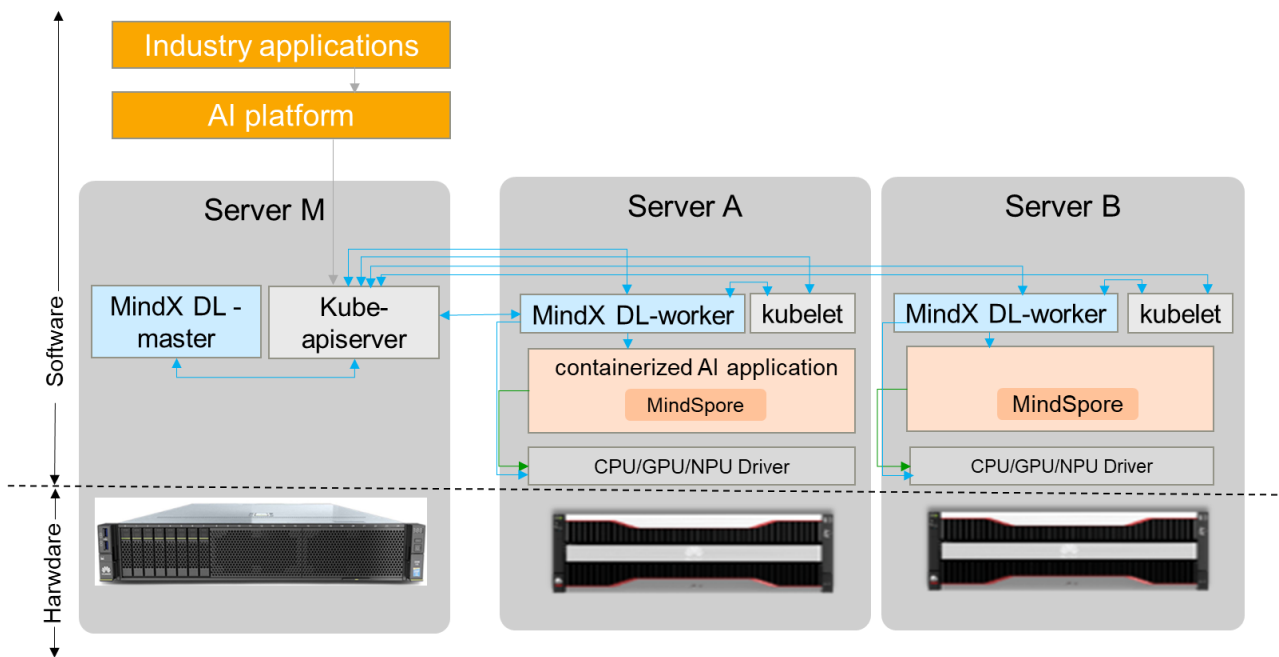 Industry applications
AI platform
Server M
Server A
Server B
MindX DL -
master
Kube-
apiserver
MindX DL-worker
kubelet
MindX DL-worker
kubelet
containerized AI application
MindSpore
MindSpore
CPU/GPU/NPU Driver
CPU/GPU/NPU Driver
Software
Harwdare